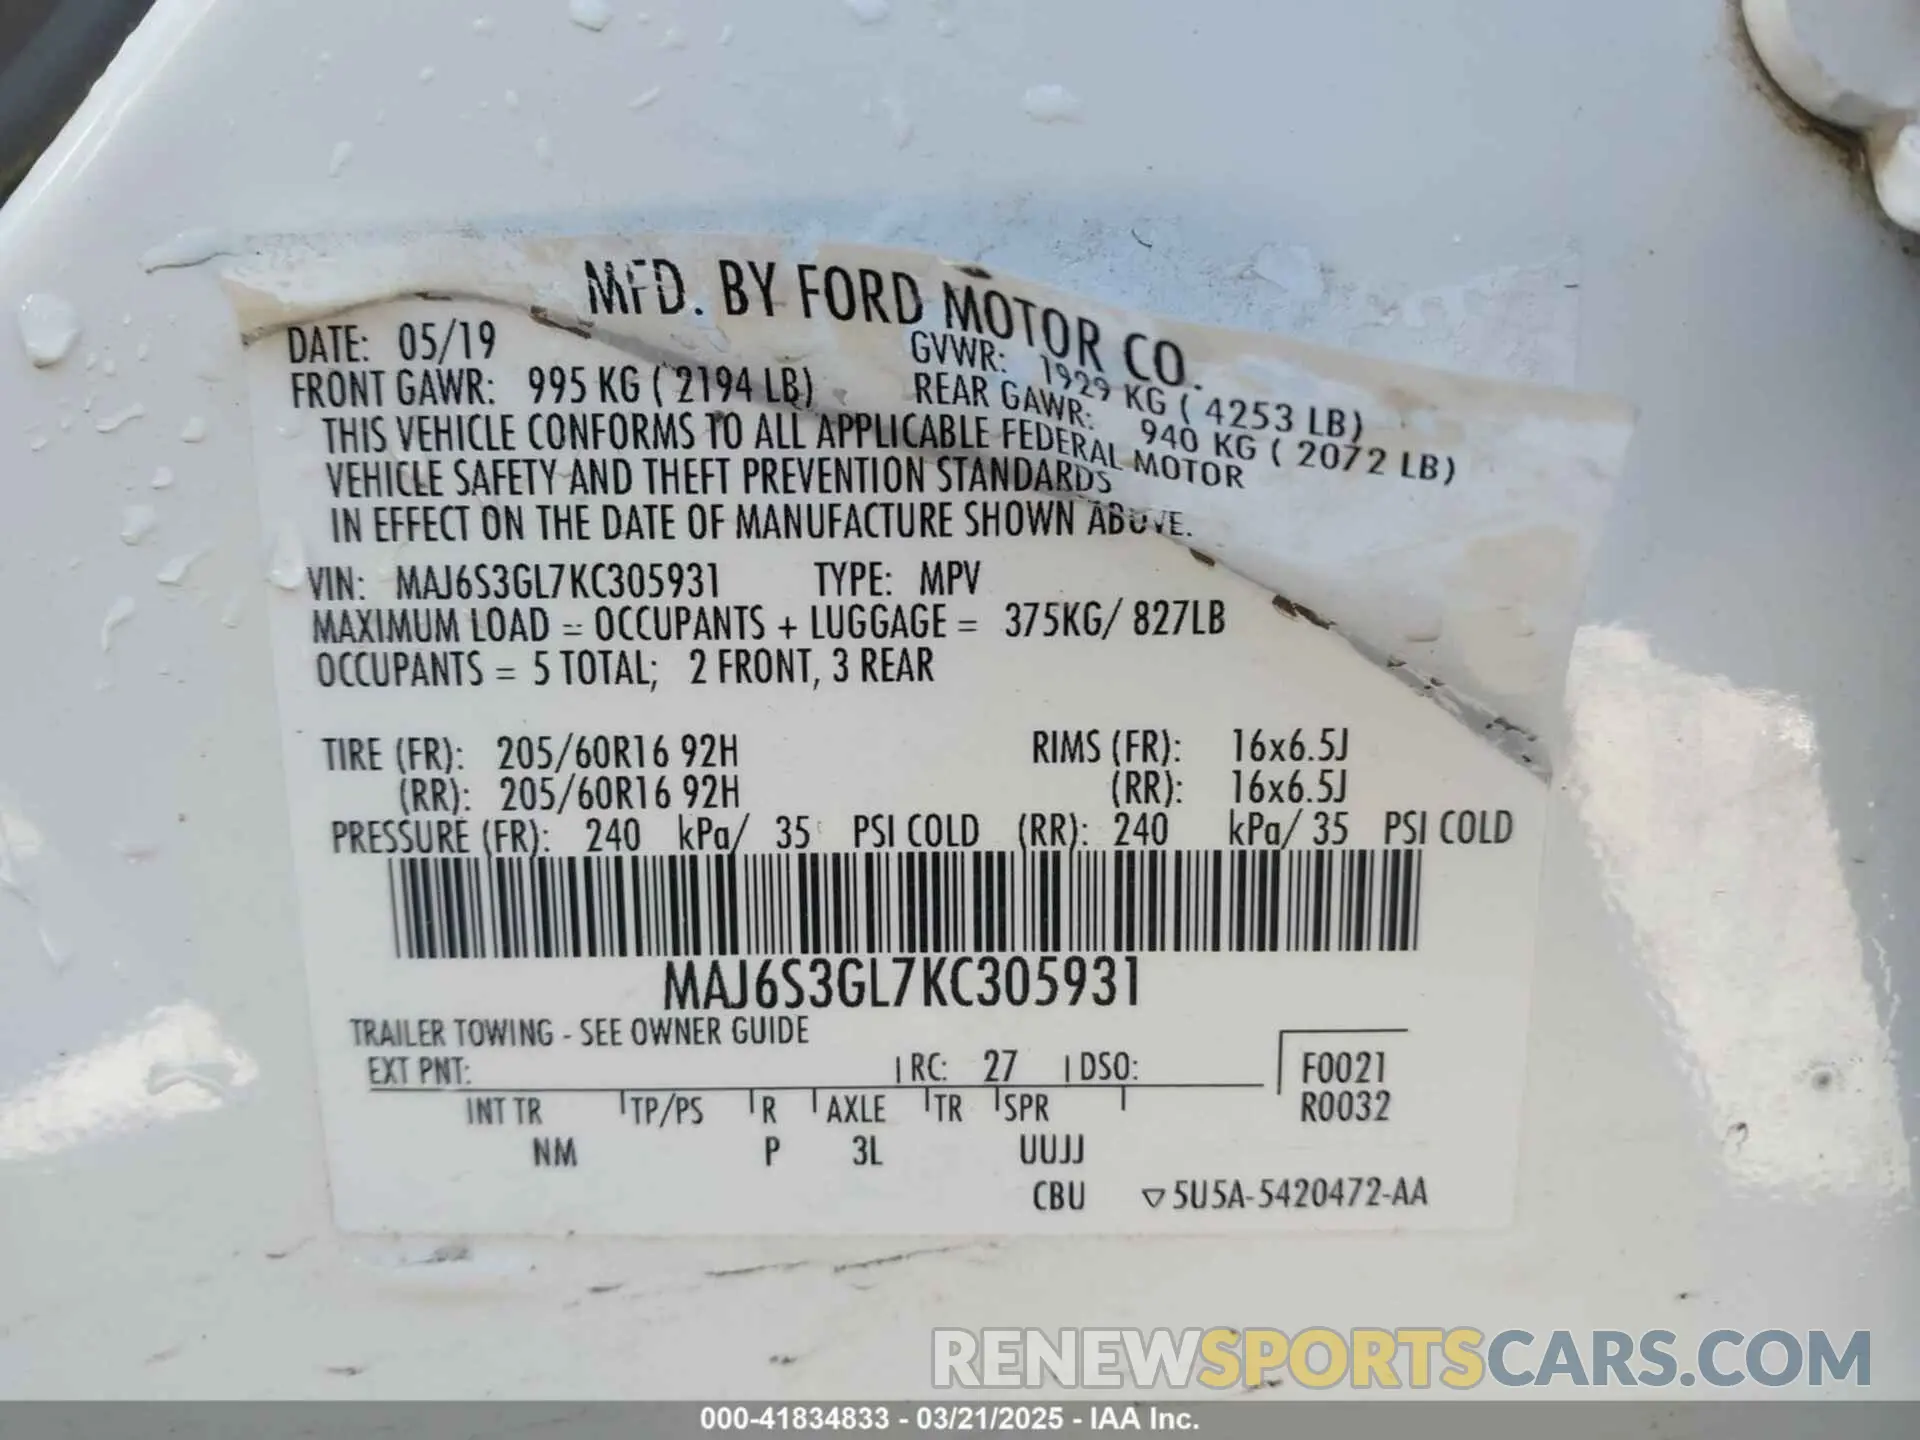 MFD. BY FORD MOTOR CO.
DATE: 05/19 GVWR: 1929 KG ( 4253 LB)
FRONT GAWR: 995 KG ( 2194 LB) REAR GAWR: 940 KG ( 2072 LB)
THIS VEHICLE CONFORMS TO ALL APPLICABLE FEDERAL MOTOR
VEHICLE SAFETY AND THEFT PREVENTION STANDARDS
IN EFFECT ON THE DATE OF MANUFACTURE SHOWN ABOVE.
VIN: MAJ6S3GL7KC305931 TYPE: MPV
MAXIMUM LOAD = OCCUPANTS + LUGGAGE = 375KG/ 827LB
OCCUPANTS = 5 TOTAL; 2 FRONT, 3 REAR
TIRE (FR): 205/60R16 92H RIMS (FR): 16x6.5J
(RR): 205/60R16 92H (RR): 16x6.5J
PRESSURE (FR): 240 kPa/ 35 PSI COLD (RR): 240 kPa/ 35 PSI COLD
MAJ6S3GL7KC305931
TRAILER TOWING - SEE OWNER GUIDE
EXT PNT: RC: 27 DSO: F0021
INT TR TP/PS R AXLE TR SPR R0032
NM P 3L UUJJ
CBU ▽5U5A-5420472-AA
RENEWSPORTSCARS.COM
000-41834833 - 03/21/2025 - IAA Inc.